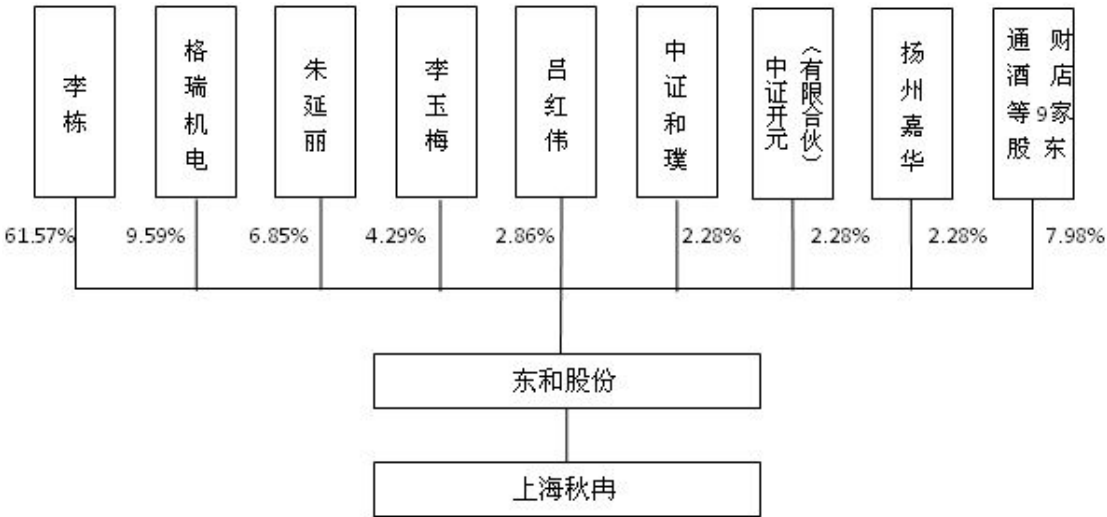 李栋
格瑞机电
朱延丽
李玉梅
吕红伟
中证和璞
中证开元
（有限合伙）
扬州嘉华
财店9家东
通酒等股
61.57%
9.59%
6.85%
4.29%
2.86%
2.28%
2.28%
2.28%
7.98%
东和股份
上海秋冉